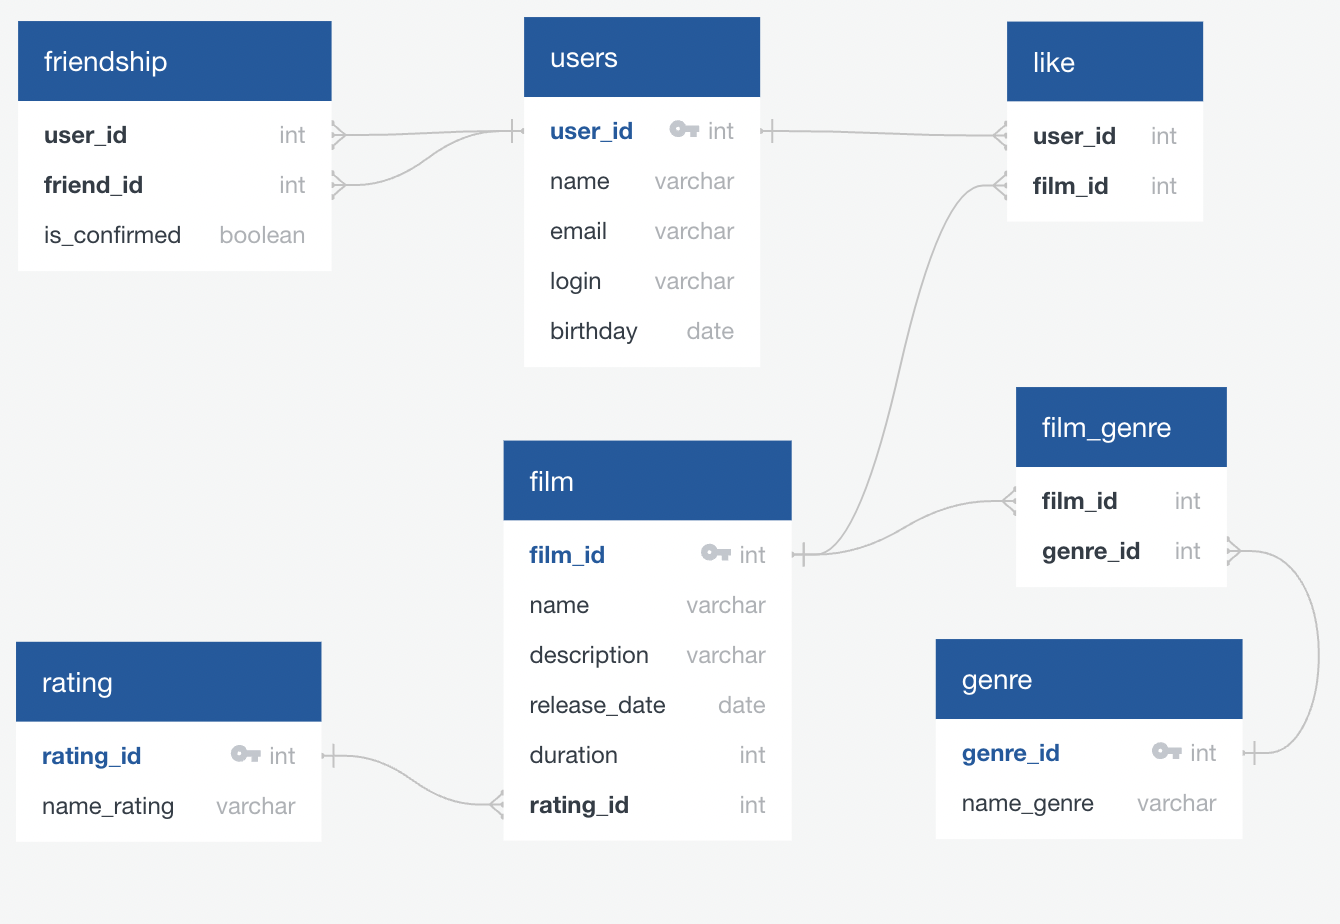 friendship
user_id int
friend_id int
is_confirmed boolean
users
user_id int
name varchar
email varchar
login varchar
birthday date
like
user_id int
film_id int
film_genre
film_id int
genre_id int
film
film_id int
name varchar
description varchar
release_date date
duration int
rating_id int
rating
rating_id int
name_rating varchar
genre
genre_id int
name_genre varchar